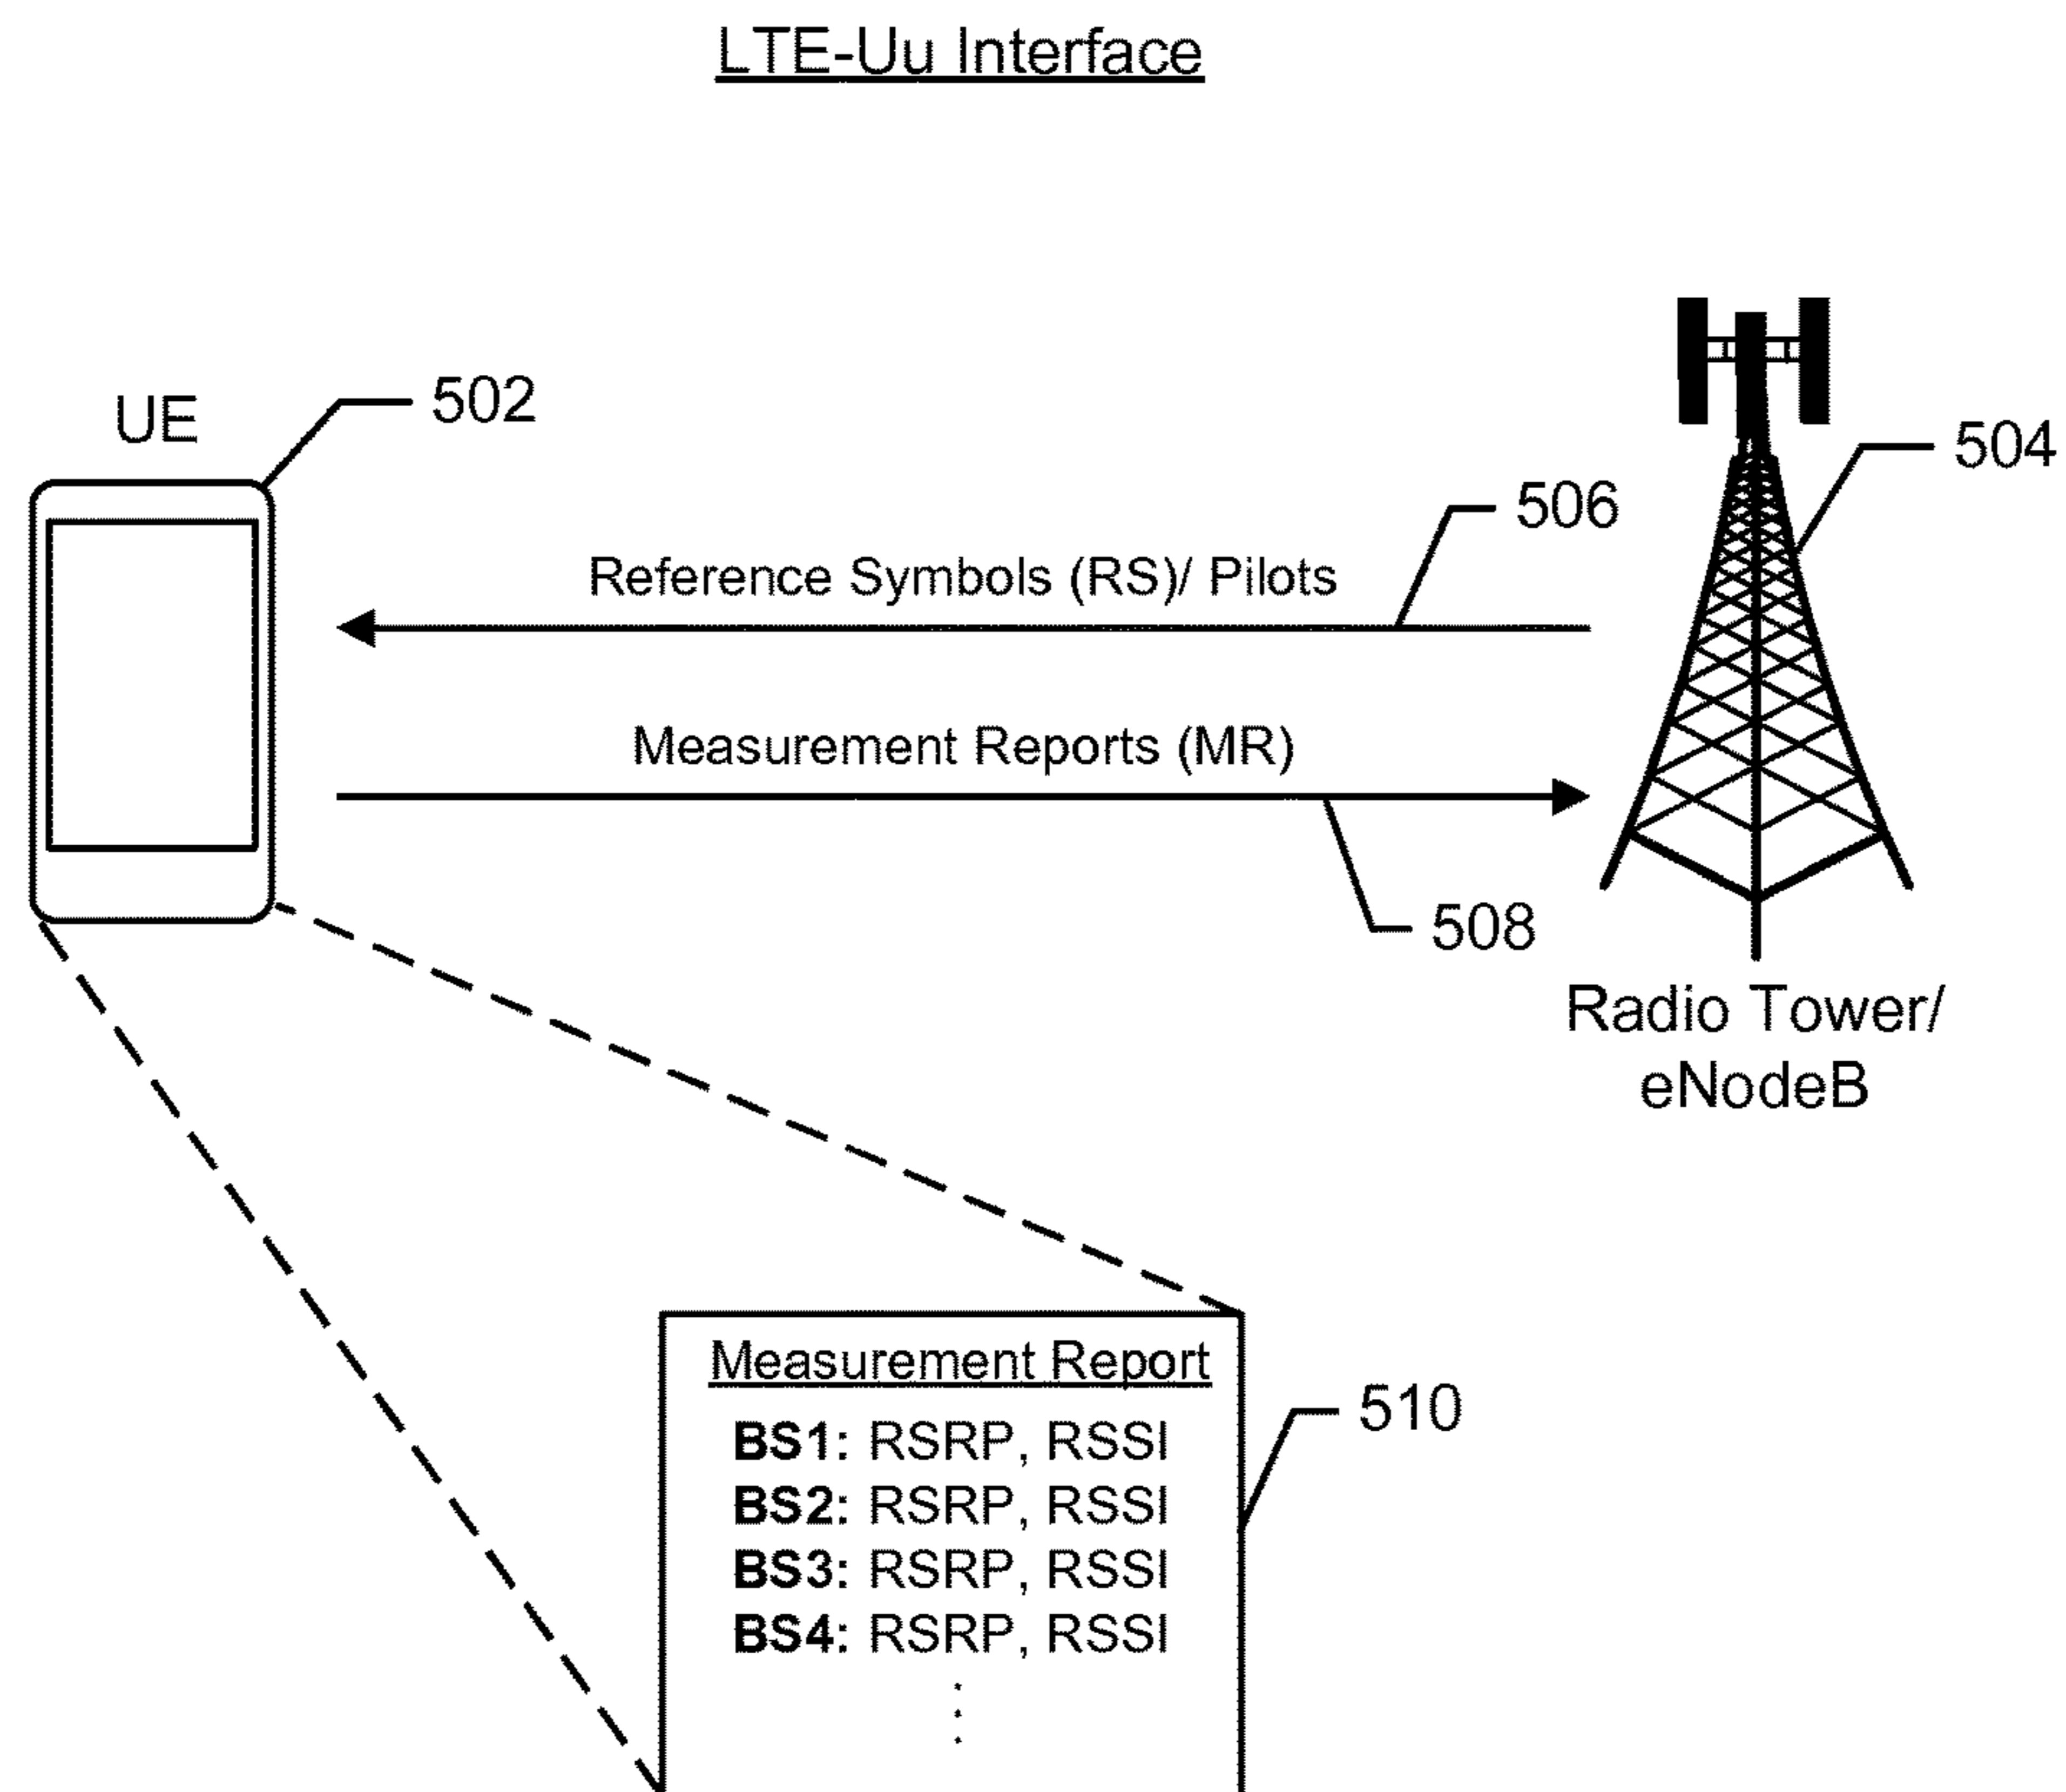 LTE-Uu Interface
UE
502
504
506
Reference Symbols (RS)/ Pilots
Measurement Reports (MR)
508
Radio Tower/
eNodeB
Measurement Report
510
BS1: RSRP, RSSI
BS2: RSRP, RSSI
BS3: RSRP, RSSI
BS4: RSRP, RSSI